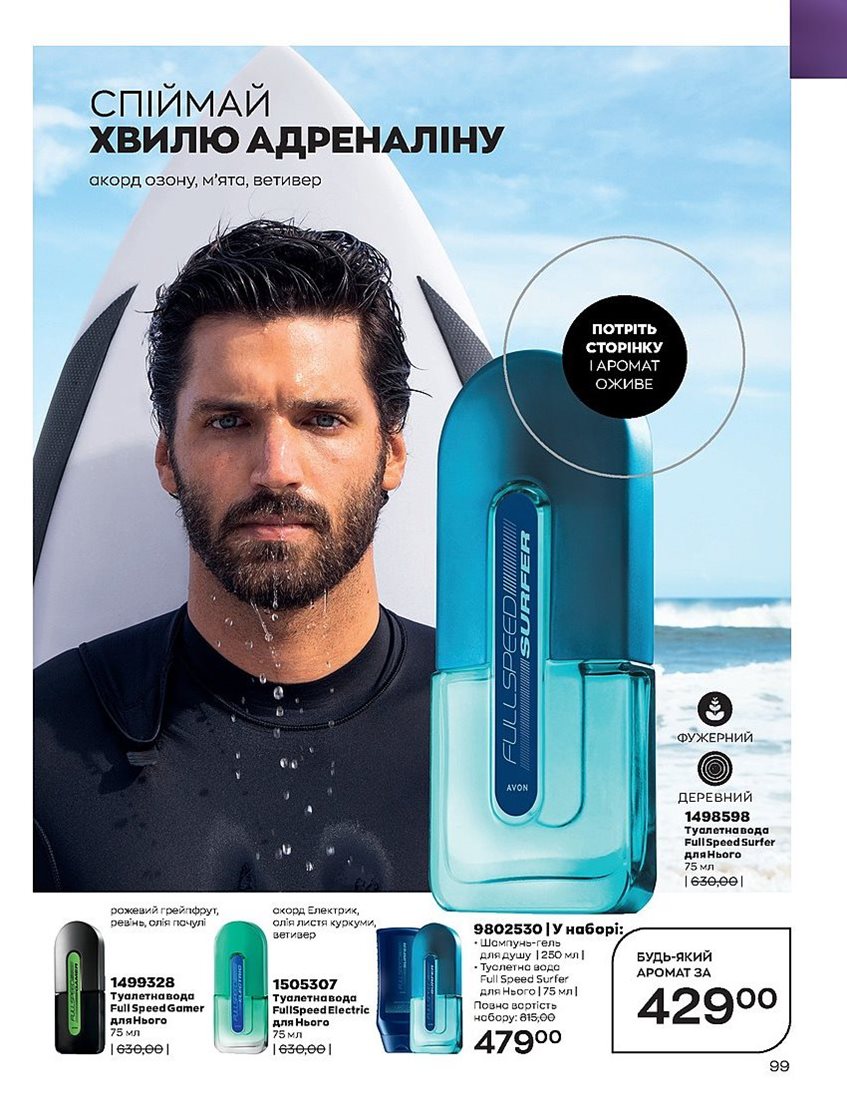 СПІЙМАЙ
ХВИЛЮ АДРЕНАЛІНУ
акорд озону, м'ята, ветивер
ПОТРІТЬ
СТОРІНКУ
І АРОМАТ
ОЖИВЕ
FULL SPEED
SURFER
AVON
ФУЖЕРНИЙ
ДЕРЕВНИЙ
1498598
Туалетна вода
Full Speed Surfer
для Нього
75 мл
| 630,00 |
рожевий грейпфрут,
ревінь, олія пачулі
1499328
Туалетна вода
Full Speed Gamer
для Нього
75 мл
| 630,00 |
акорд Електрик,
олія листя куркуми,
ветивер
1505307
Туалетна вода
Full Speed Electric
для Нього
75 мл
| 630,00 |
9802530 | У наборі:
• Шампунь-гель
для душу | 250 мл |
• Туалетна вода
Full Speed Surfer
для Нього | 75 мл |
Повна вартість
набору: 815,00
479⁰⁰
БУДЬ-ЯКИЙ
АРОМАТ ЗА
429⁰⁰
99